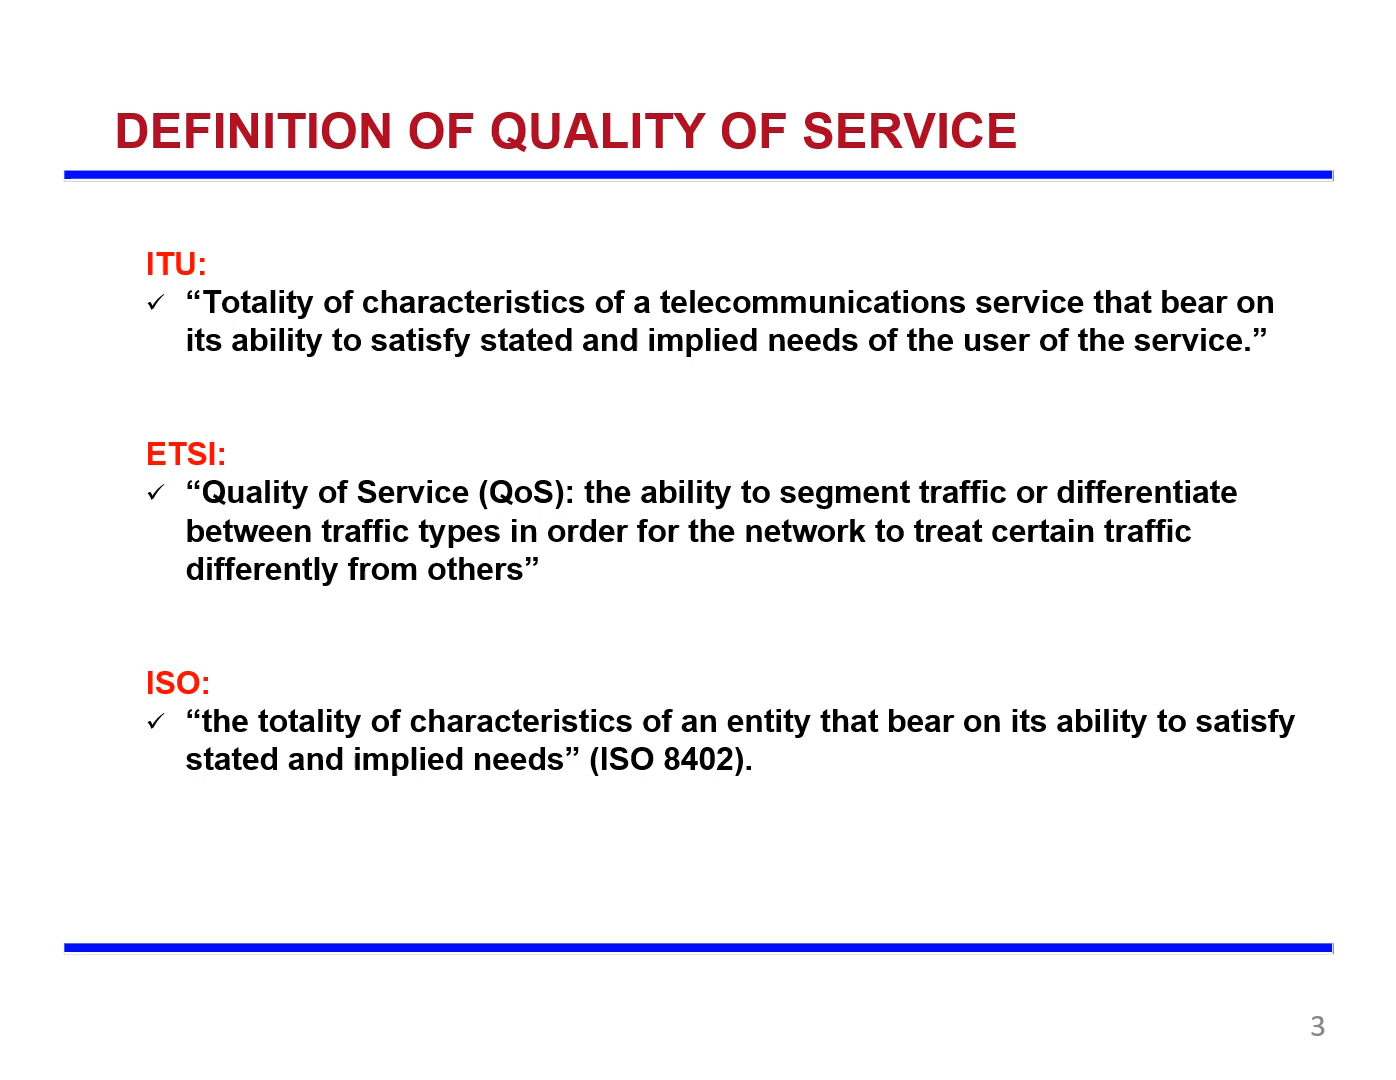 DEFINITION OF QUALITY OF SERVICE
ITU:
✓ “Totality of characteristics of a telecommunications service that bear on
its ability to satisfy stated and implied needs of the user of the service.”
ETSI:
✓ “Quality of Service (QoS): the ability to segment traffic or differentiate
between traffic types in order for the network to treat certain traffic
differently from others”
ISO:
✓ “the totality of characteristics of an entity that bear on its ability to satisfy
stated and implied needs” (ISO 8402).
3